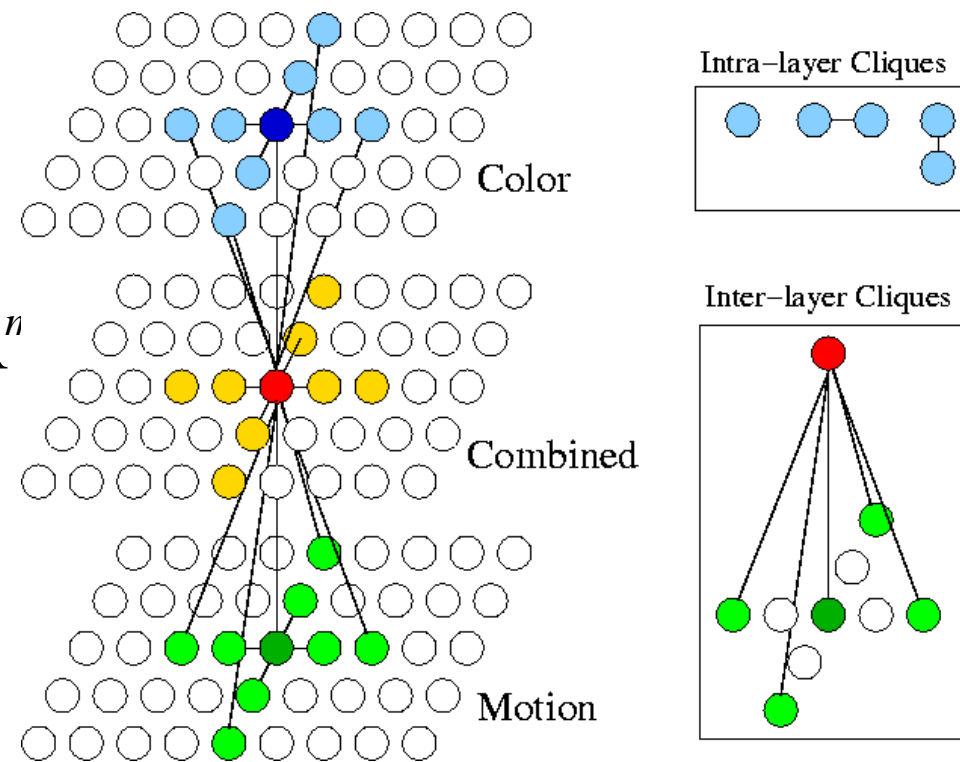 Intra−layer Cliques
Color
Inter−layer Cliques
Combined
Motion